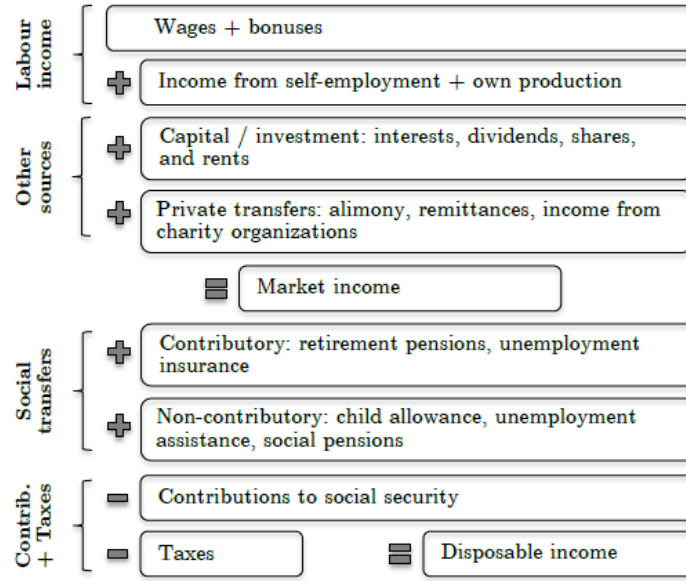 Labour
income
Wages + bonuses
Income from self-employment + own production
Other
sources
Capital / investment: interests, dividends, shares,
and rents
Private transfers: alimony, remittances, income from
charity organizations
Market income
Social
transfers
Contributory: retirement pensions, unemployment
insurance
Non-contributory: child allowance, unemployment
assistance, social pensions
Contrib.
+ Taxes
Contributions to social security
Taxes
Disposable income